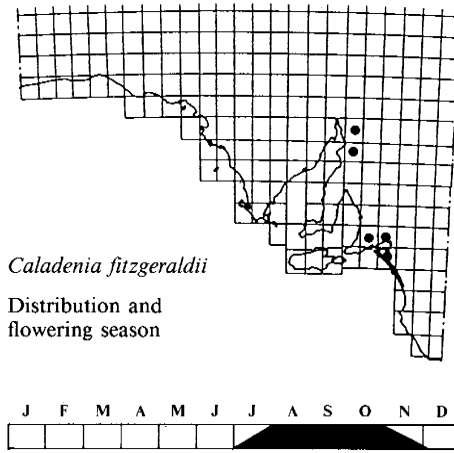 Caladenia fitzgeraldii
Distribution and
flowering season
J F M A M J J A S O N D